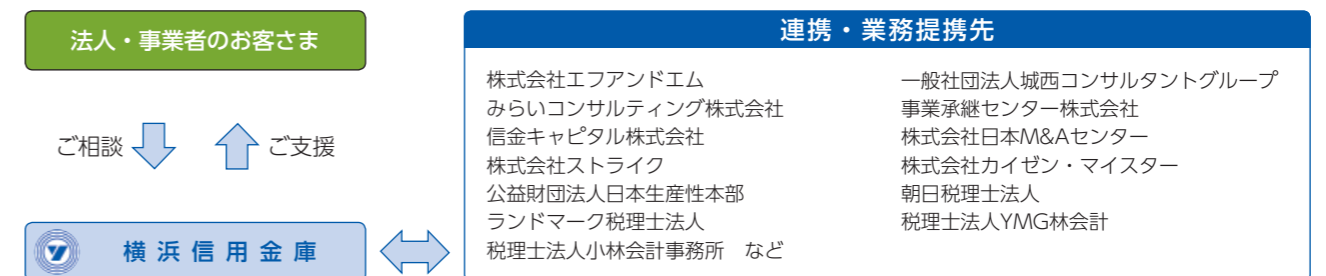 法人・事業者のお客さま
ご相談
ご支援
横浜信用金庫
連携・業務提携先
株式会社エフアンドエム
みらいコンサルティング株式会社
信金キャピタル株式会社
株式会社ストライク
公益財団法人日本生産性本部
ランドマーク税理士法人
税理士法人小林会計事務所 など
一般社団法人城西コンサルタントグループ
事業承継センター株式会社
株式会社日本M&Aセンター
株式会社カイゼン・マイスター
朝日税理士法人
税理士法人YMG林会計